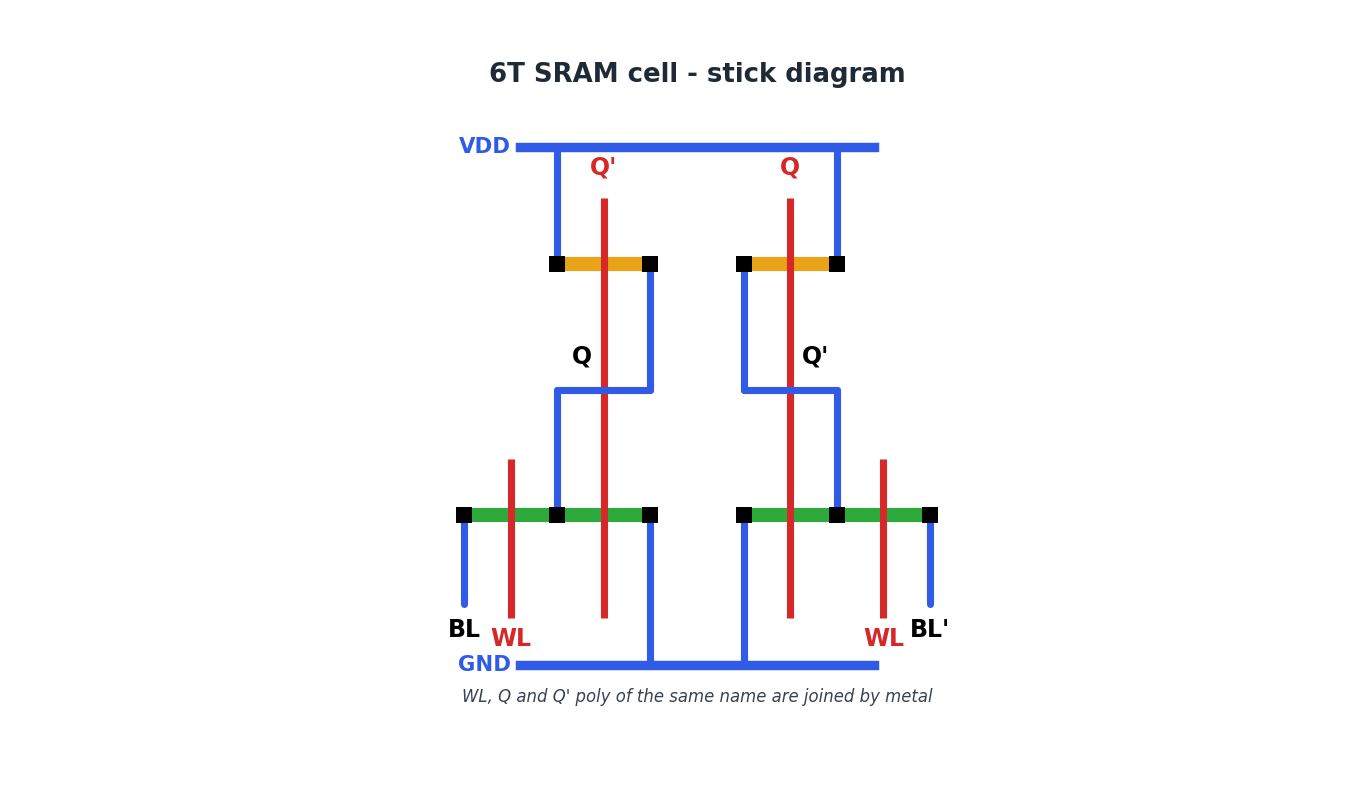 6T SRAM cell - stick diagram
VDD
Q'
Q
Q
Q'
BL
WL
WL
BL'
GND
WL, Q and Q' poly of the same name are joined by metal